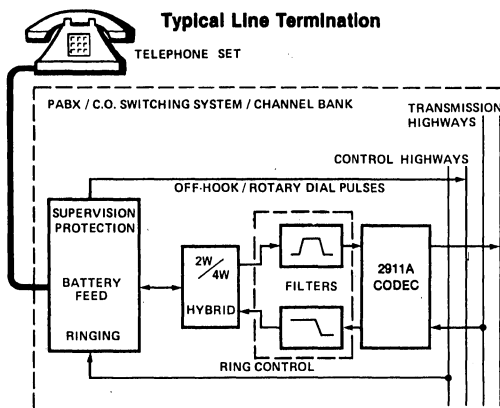 Typical Line Termination
TELEPHONE SET
PABX / C.O. SWITCHING SYSTEM / CHANNEL BANK
TRANSMISSION
HIGHWAYS
CONTROL HIGHWAYS
OFF-HOOK / ROTARY DIAL PULSES
SUPERVISION
PROTECTION
BATTERY
FEED
RINGING
2W/4W
HYBRID
FILTERS
2911A
CODEC
RING CONTROL